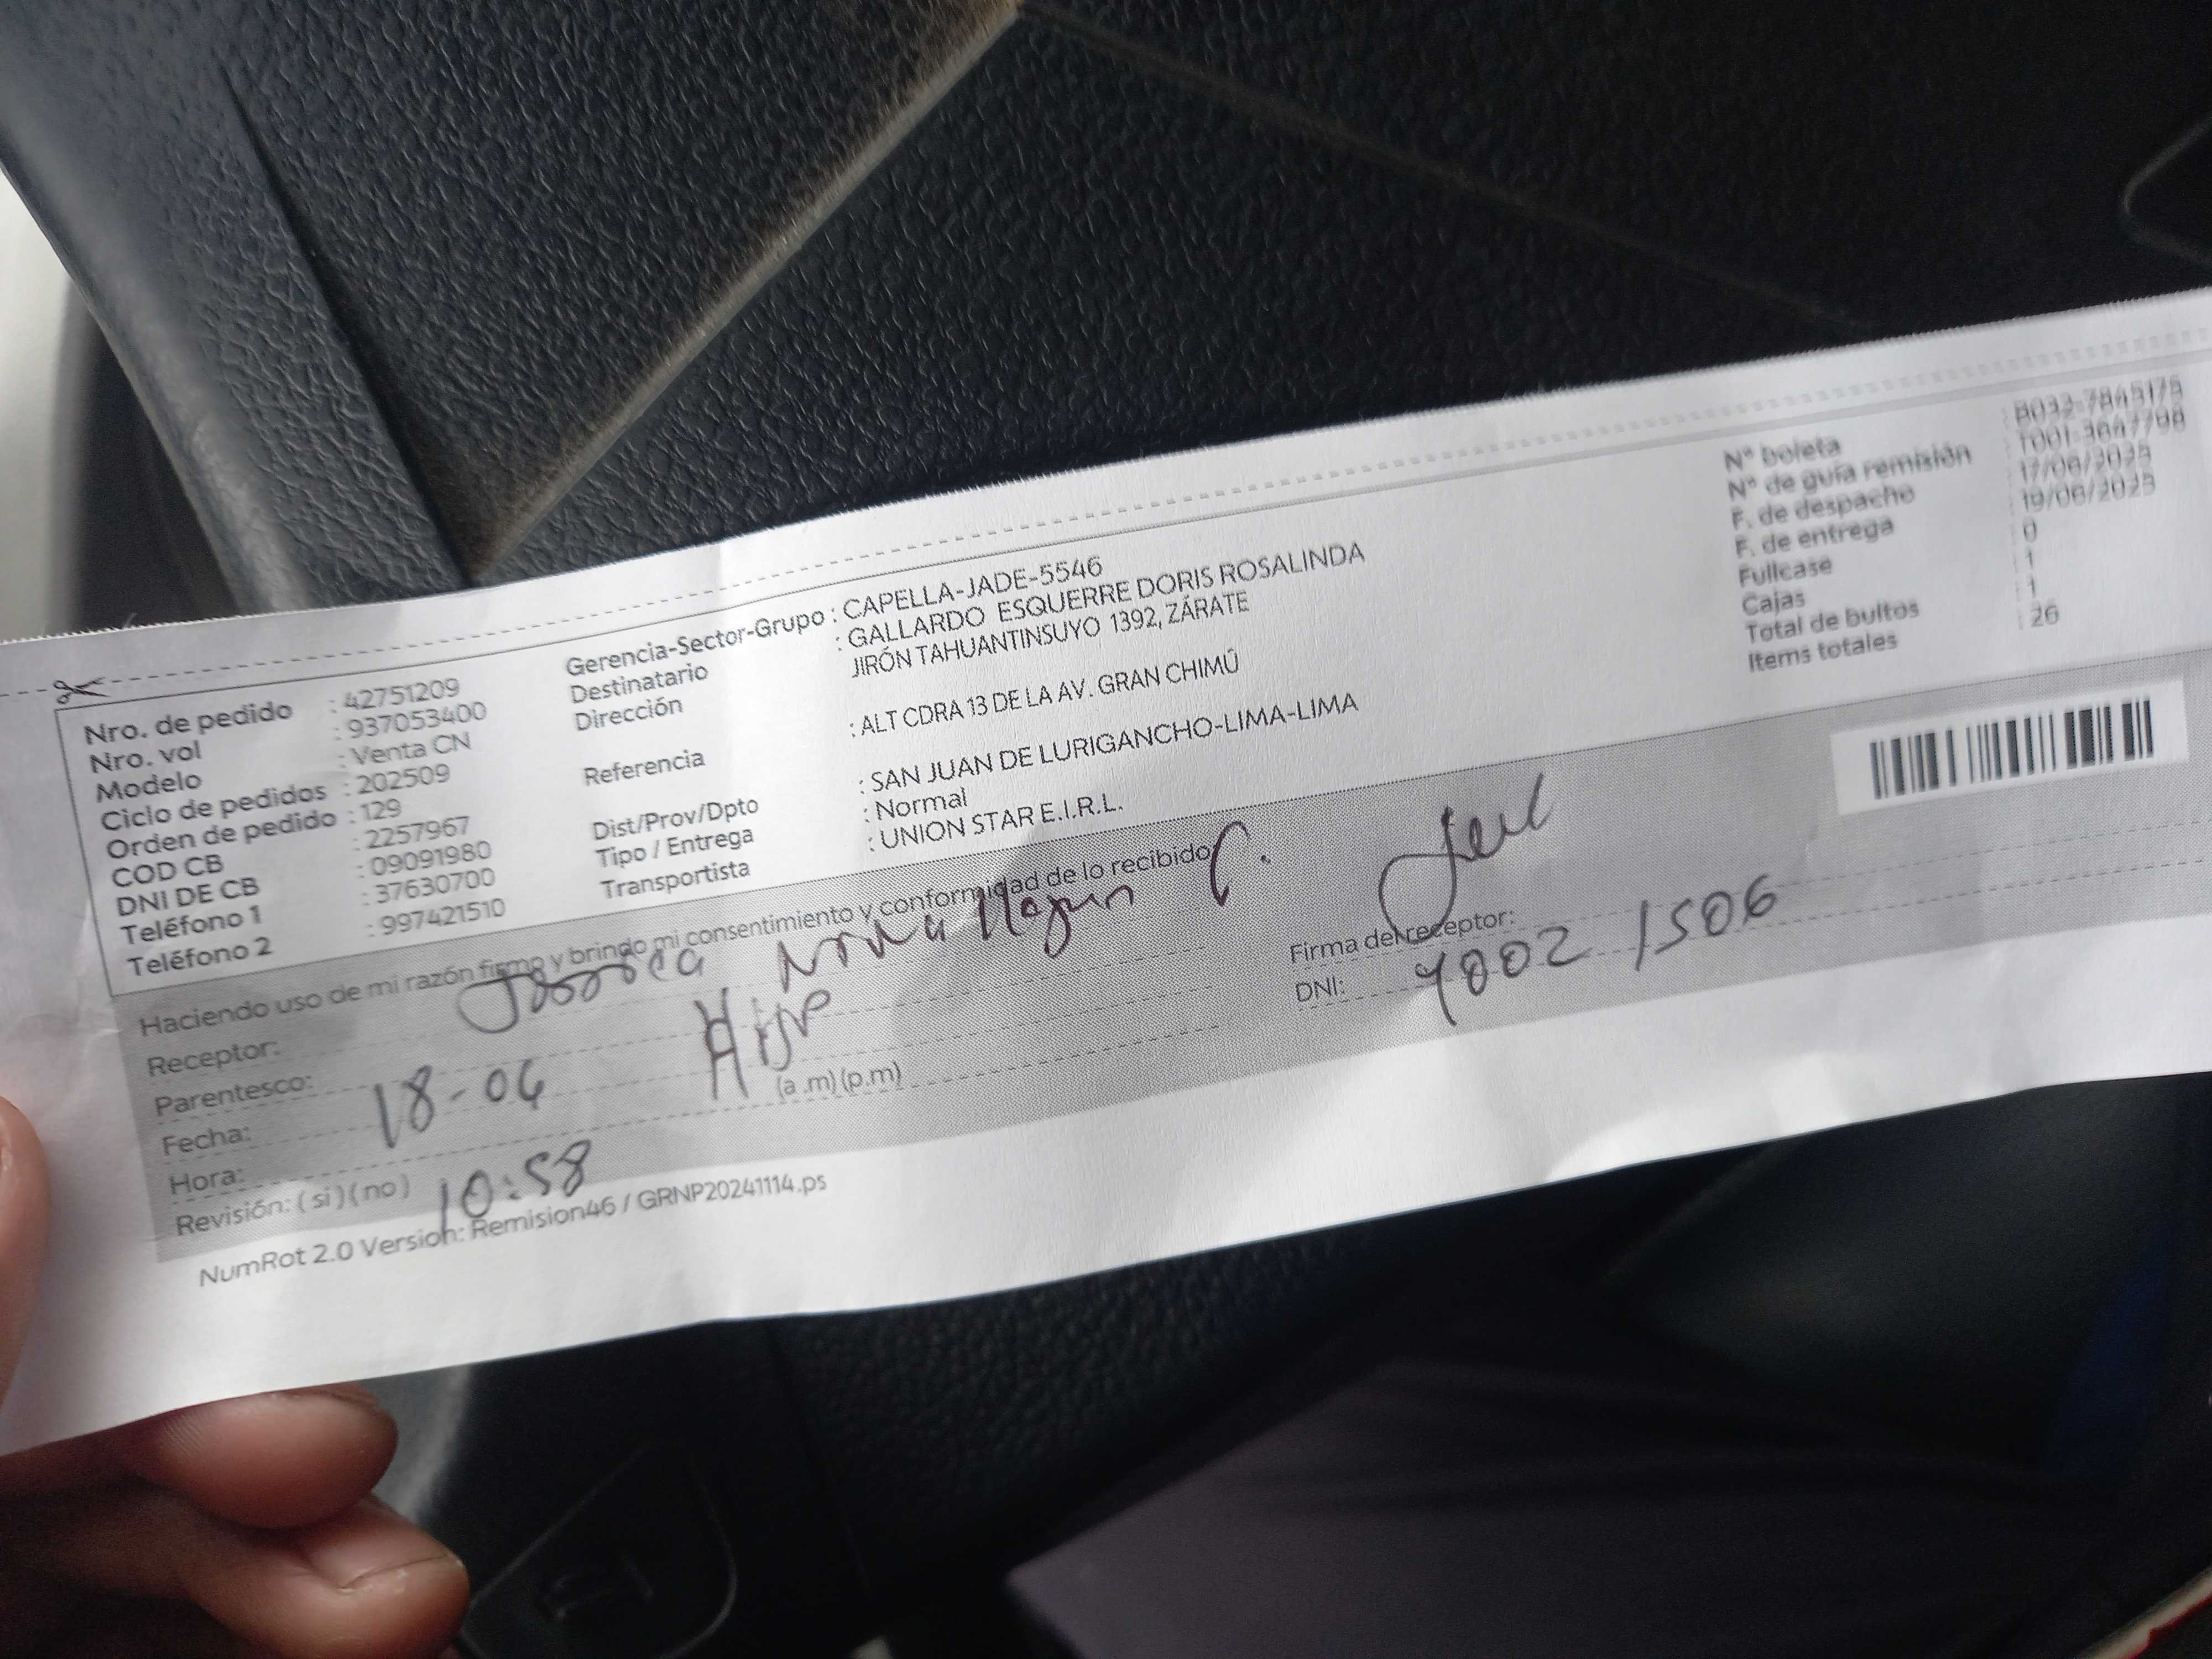 Nro. de pedido : 42751209
Nro. vol : 937053400
Modelo : Venta CN
Ciclo de pedidos : 202509
Orden de pedido : 129
COD CB : 2257967
DNI DE CB : 09091980
Teléfono 1 : 37630700
Teléfono 2 : 997421510
Gerencia-Sector-Grupo : CAPELLA-JADE-5546
Destinatario : GALLARDO ESQUERRE DORIS ROSALINDA
Dirección JIRÓN TAHUANTINSUYO 1392, ZÁRATE
Referencia : ALT CDRA 13 DE LA AV. GRAN CHIMÚ
Dist/Prov/Dpto : SAN JUAN DE LURIGANCHO-LIMA-LIMA
Tipo / Entrega : Normal
Transportista : UNION STAR E.I.R.L.
Nº boleta
Nº de guía remisión
F. de despacho : 17/06/2025
F. de entrega : 19/06/2025
Fullcase : 0
Cajas : 1
Total de bultos : 1
Items totales : 26
Haciendo uso de mi razón firmo y brindo mi consentimiento y conformidad de lo recibido
Receptor:
Parentesco:
Fecha: 18-06
Hora: 10:58 (a .m) (p.m)
Revisión: ( si ) ( no )
Firma del receptor:
DNI: 40021506
NumRot 2.0 Version: Remision46 / GRNP20241114.ps